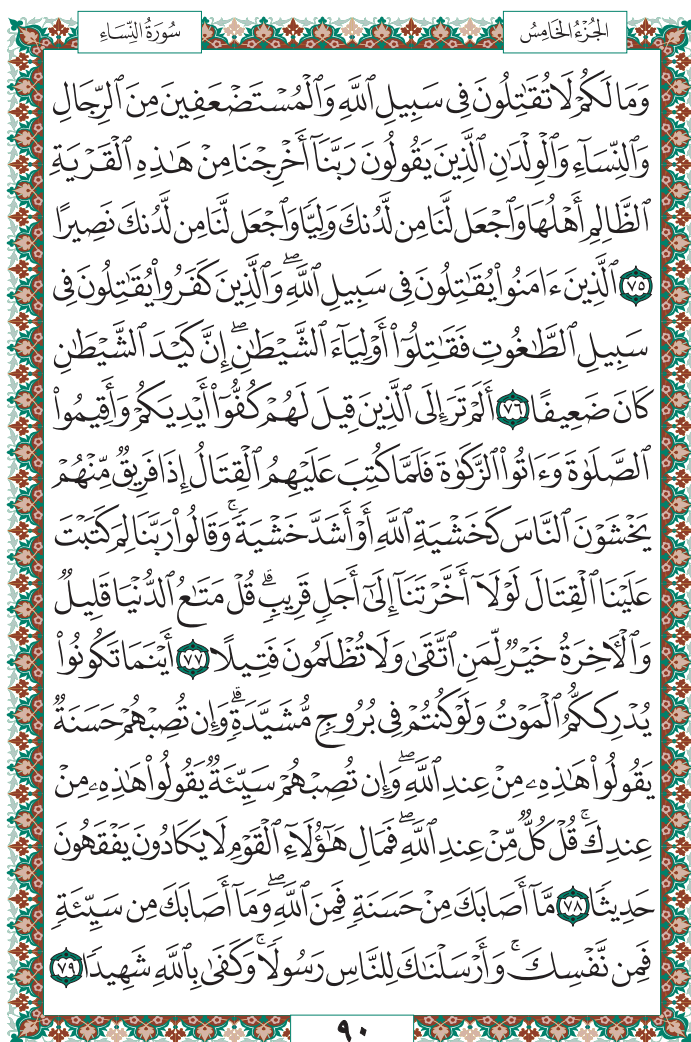 الجُزْءُ الخَامِسُ
سُورَةُ النِّسَاءِ
وَمَا لَكُمْ لَا تُقَٰتِلُونَ فِى سَبِيلِ ٱللَّهِ وَٱلْمُسْتَضْعَفِينَ مِنَ ٱلرِّجَالِ
وَٱلنِّسَآءِ وَٱلْوِلْدَٰنِ ٱلَّذِينَ يَقُولُونَ رَبَّنَآ أَخْرِجْنَا مِنْ هَٰذِهِ ٱلْقَرْيَةِ
ٱلظَّالِمِ أَهْلُهَا وَٱجْعَل لَّنَا مِن لَّدُنكَ وَلِيًّا وَٱجْعَل لَّنَا مِن لَّدُنكَ نَصِيرًا
٧٥ ٱلَّذِينَ ءَامَنُوا۟ يُقَٰتِلُونَ فِى سَبِيلِ ٱللَّهِ ۖ وَٱلَّذِينَ كَفَرُوا۟ يُقَٰتِلُونَ فِى
سَبِيلِ ٱلطَّٰغُوتِ فَقَٰتِلُوٓا۟ أَوْلِيَآءَ ٱلشَّيْطَٰنِ ۖ إِنَّ كَيْدَ ٱلشَّيْطَٰنِ
كَانَ ضَعِيفًا ٧٦ أَلَمْ تَرَ إِلَى ٱلَّذِينَ قِيلَ لَهُمْ كُفُّوٓا۟ أَيْدِيَكُمْ وَأَقِيمُوا۟
ٱلصَّلَوٰةَ وَءَاتُوا۟ ٱلزَّكَوٰةَ فَلَمَّا كُتِبَ عَلَيْهِمُ ٱلْقِتَالُ إِذَا فَرِيقٌ مِّنْهُمْ
يَخْشَوْنَ ٱلنَّاسَ كَخَشْيَةِ ٱللَّهِ أَوْ أَشَدَّ خَشْيَةً ۚ وَقَالُوا۟ رَبَّنَا لِمَ كَتَبْتَ
عَلَيْنَا ٱلْقِتَالَ لَوْلَآ أَخَّرْتَنَآ إِلَىٰٓ أَجَلٍ قَرِيبٍ ۗ قُلْ مَتَٰعُ ٱلدُّنْيَا قَلِيلٌ
وَٱلْـَٔاخِرَةُ خَيْرٌ لِّمَنِ ٱتَّقَىٰ وَلَا تُظْلَمُونَ فَتِيلًا ٧٧ أَيْنَمَا تَكُونُوا۟
يُدْرِككُّمُ ٱلْمَوْتُ وَلَوْ كُنتُمْ فِى بُرُوجٍ مُّشَيَّدَةٍ ۗ وَإِن تُصِبْهُمْ حَسَنَةٌ
يَقُولُوا۟ هَٰذِهِۦ مِنْ عِندِ ٱللَّهِ ۖ وَإِن تُصِبْهُمْ سَيِّئَةٌ يَقُولُوا۟ هَٰذِهِۦ مِنْ
عِندِكَ ۚ قُلْ كُلٌّ مِّنْ عِندِ ٱللَّهِ ۖ فَمَالِ هَٰٓؤُلَآءِ ٱلْقَوْمِ لَا يَكَادُونَ يَفْقَهُونَ
حَدِيثًا ٧٨ مَّآ أَصَابَكَ مِنْ حَسَنَةٍ فَمِنَ ٱللَّهِ ۖ وَمَآ أَصَابَكَ مِن سَيِّئَةٍ
فَمِن نَّفْسِكَ ۚ وَأَرْسَلْنَٰكَ لِلنَّاسِ رَسُولًا ۚ وَكَفَىٰ بِٱللَّهِ شَهِيدًا ٧٩
٩٠